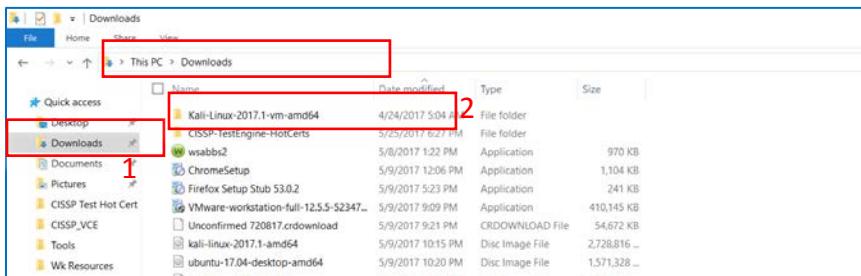 Downloads
File Home Share View
This PC > Downloads
Name Date modified Type Size
Quick access
Desktop
Downloads
Documents
Pictures
CISSP Test Hot Cert
CISSP_VCE
Tools
Wk Resources
1
Kali-Linux-2017.1-vm-amd64 4/24/2017 5:04 AM File folder
2
CISSP-TestEngine-HotCerts 5/25/2017 6:27 PM File folder
wsabbs2 5/8/2017 1:22 PM Application 970 KB
ChromeSetup 5/9/2017 12:06 PM Application 1,104 KB
Firefox Setup Stub 53.0.2 5/9/2017 5:23 PM Application 241 KB
VMware-workstation-full-12.5.5-52347... 5/9/2017 9:09 PM Application 410,145 KB
Unconfirmed 720817.crdownload 5/9/2017 9:21 PM CRDOWNLOAD File 54,672 KB
kali-linux-2017.1-amd64 5/9/2017 10:15 PM Disc Image File 2,728,816 ...
ubuntu-17.04-desktop-amd64 5/9/2017 10:20 PM Disc Image File 1,571,328 ...